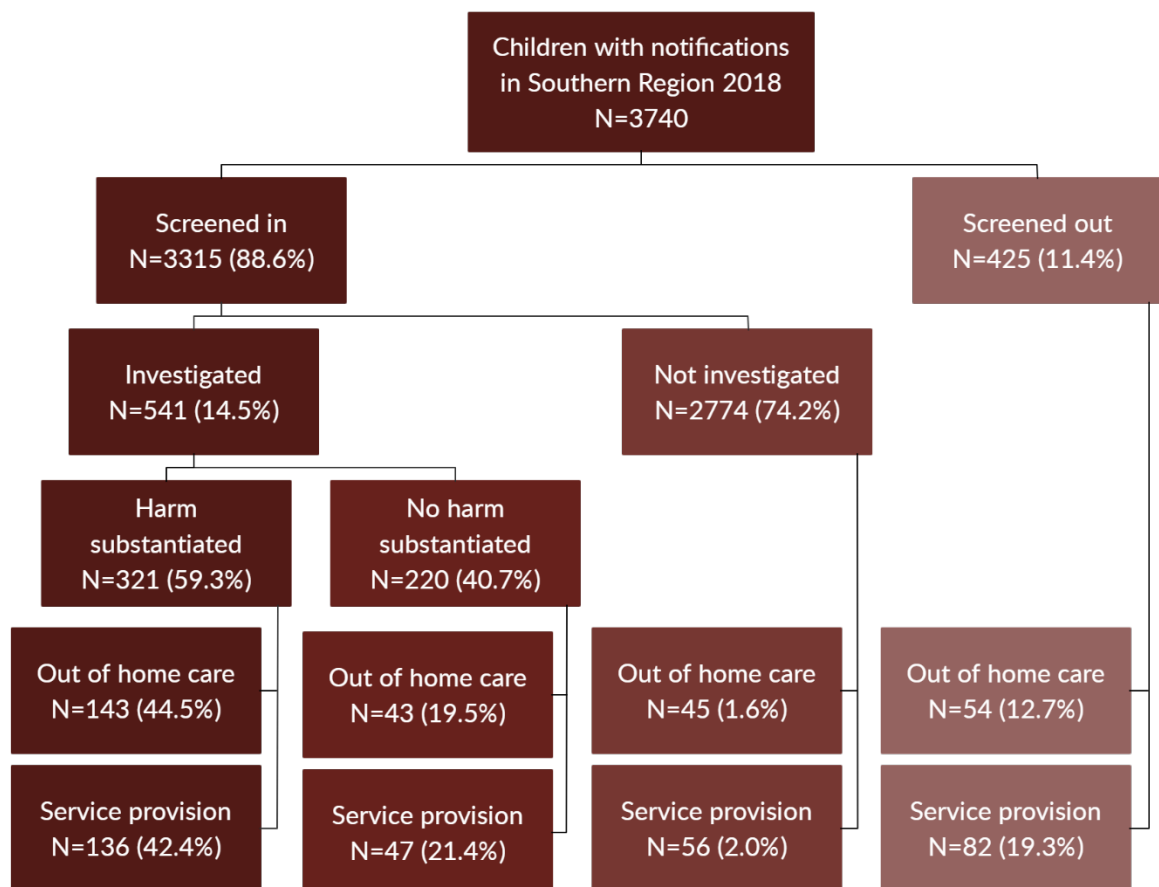 Children with notifications
in Southern Region 2018
N=3740
Screened in
N=3315 (88.6%)
Screened out
N=425 (11.4%)
Investigated
N=541 (14.5%)
Not investigated
N=2774 (74.2%)
Harm
substantiated
N=321 (59.3%)
No harm
substantiated
N=220 (40.7%)
Out of home care
N=143 (44.5%)
Out of home care
N=43 (19.5%)
Out of home care
N=45 (1.6%)
Out of home care
N=54 (12.7%)
Service provision
N=136 (42.4%)
Service provision
N=47 (21.4%)
Service provision
N=56 (2.0%)
Service provision
N=82 (19.3%)